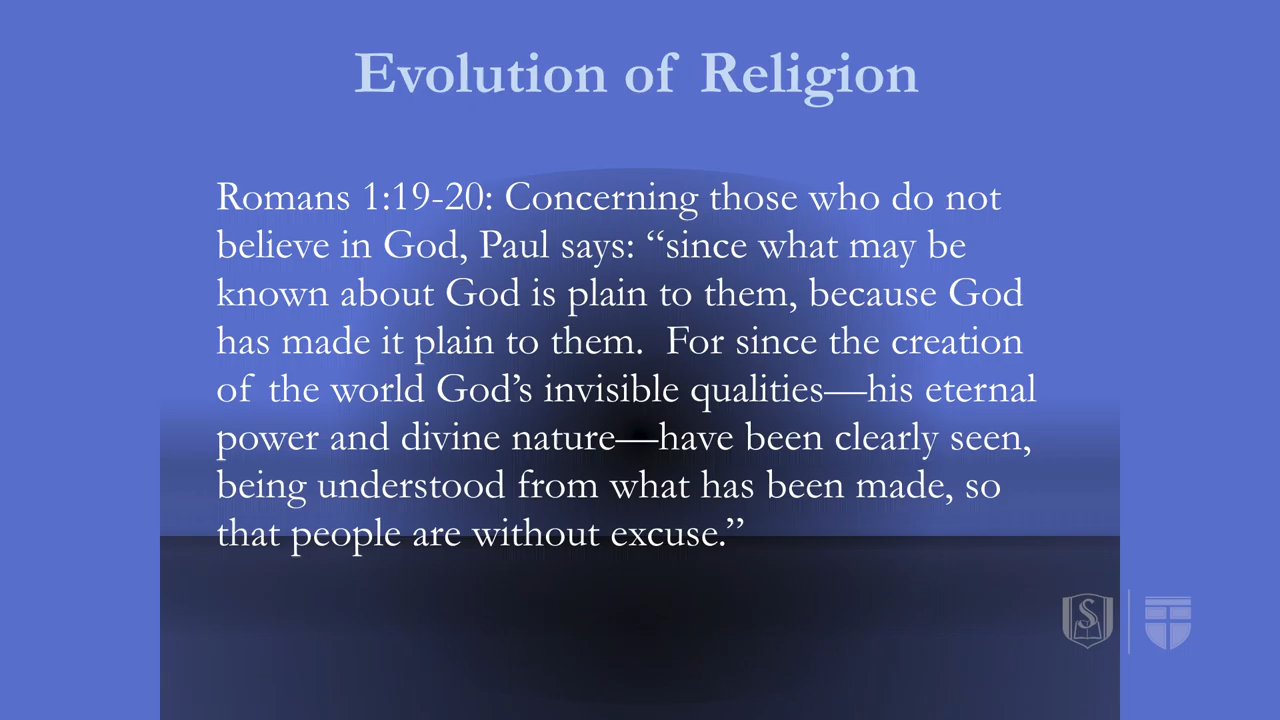 Evolution of Religion
Romans 1:19-20: Concerning those who do not
believe in God, Paul says: “since what may be
known about God is plain to them, because God
has made it plain to them.  For since the creation
of the world God’s invisible qualities—his eternal
power and divine nature—have been clearly seen,
being understood from what has been made, so
that people are without excuse.”
S